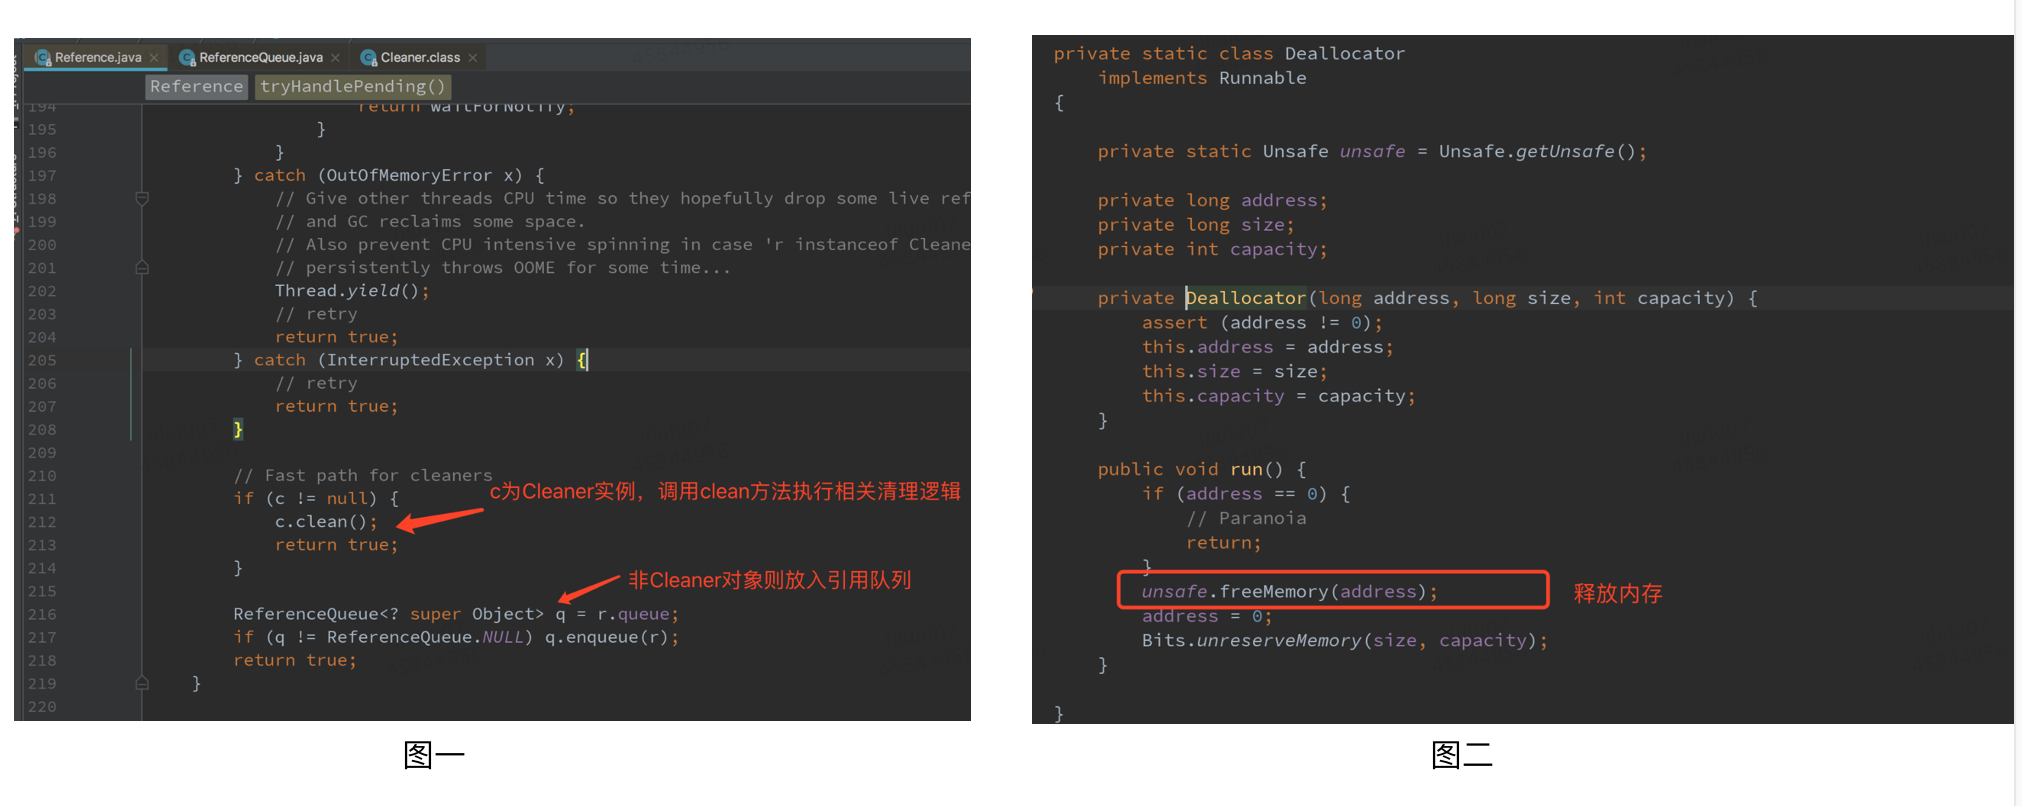 Reference.java
ReferenceQueue.java
Cleaner.class
Reference
tryHandlePending()
194 return waitForNotify;
195 }
196 }
197 } catch (OutOfMemoryError x) {
198 // Give other threads CPU time so they hopefully drop some live ref
199 // and GC reclaims some space.
200 // Also prevent CPU intensive spinning in case 'r instanceof Cleane
201 // persistently throws OOME for some time...
202 Thread.yield();
203 // retry
204 return true;
205 } catch (InterruptedException x) {
206 // retry
207 return true;
208 }
209
210 // Fast path for cleaners
211 if (c != null) {
c为Cleaner实例，调用clean方法执行相关清理逻辑
212 c.clean();
213 return true;
214 }
非Cleaner对象则放入引用队列
215
216 ReferenceQueue<? super Object> q = r.queue;
217 if (q != ReferenceQueue.NULL) q.enqueue(r);
218 return true;
219 }
220
图一
private static class Deallocator
implements Runnable
{
private static Unsafe unsafe = Unsafe.getUnsafe();
private long address;
private long size;
private int capacity;
private Deallocator(long address, long size, int capacity) {
assert (address != 0);
this.address = address;
this.size = size;
this.capacity = capacity;
}
public void run() {
if (address == 0) {
// Paranoia
return;
}
unsafe.freeMemory(address);
释放内存
address = 0;
Bits.unreserveMemory(size, capacity);
}
}
图二